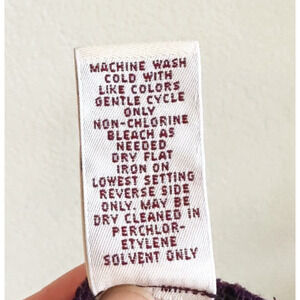 MACHINE WASH
COLD WITH
LIKE COLORS
GENTLE CYCLE
ONLY
NON-CHLORINE
BLEACH AS
NEEDED
DRY FLAT
IRON ON
LOWEST SETTING
REVERSE SIDE
ONLY. MAY BE
DRY CLEANED IN
PERCHLOR-
ETYLENE
SOLVENT ONLY